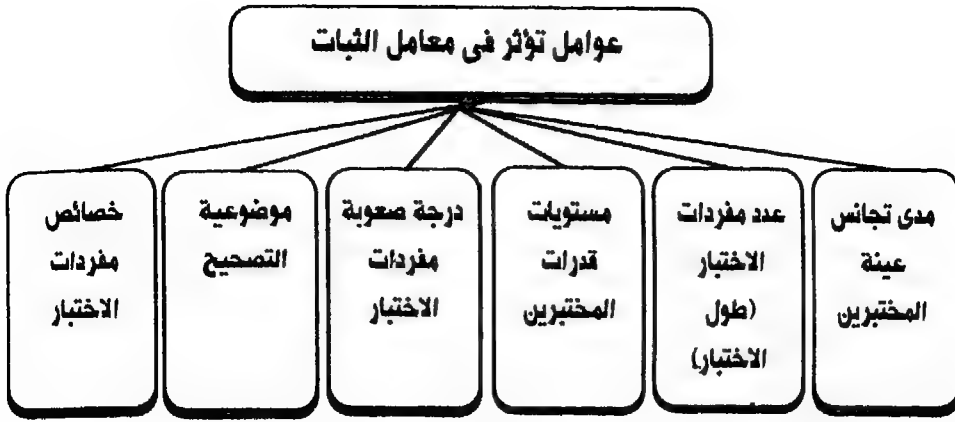 عوامل تؤثر فى معامل الثبات
مدى تجانس
عينة
المختبرين
عدد مفردات
الاختبار
(طول
الاختبار)
مستويات
قدرات
المختبرين
درجة صعوبة
مفردات
الاختبار
موضوعية
التصحيح
خصائص
مفردات
الاختبار